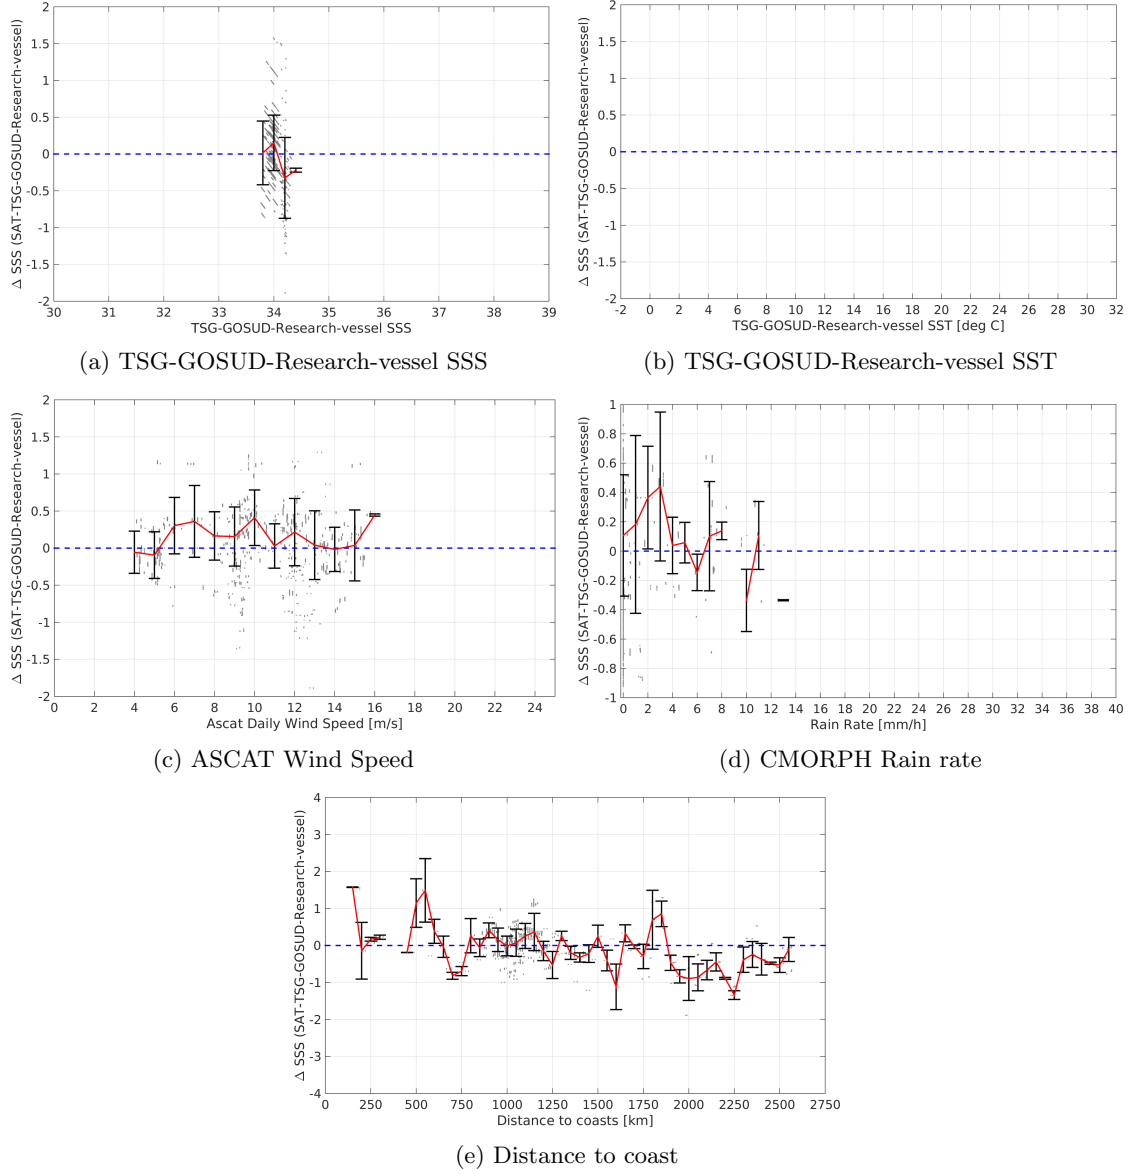 Δ SSS (SAT-TSG-GOSUD-Research-vessel)
2
1.5
1
0.5
0
-0.5
-1
-1.5
-2
30 31 32 33 34 35 36 37 38 39
TSG-GOSUD-Research-vessel SSS
(a) TSG-GOSUD-Research-vessel SSS
Δ SSS (SAT-TSG-GOSUD-Research-vessel)
2
1.5
1
0.5
0
-0.5
-1
-1.5
-2
-2 0 2 4 6 8 10 12 14 16 18 20 22 24 26 28 30 32
TSG-GOSUD-Research-vessel SST [deg C]
(b) TSG-GOSUD-Research-vessel SST
Δ SSS (SAT-TSG-GOSUD-Research-vessel)
2
1.5
1
0.5
0
-0.5
-1
-1.5
-2
0 2 4 6 8 10 12 14 16 18 20 22 24
Ascat Daily Wind Speed [m/s]
(c) ASCAT Wind Speed
Δ SSS (SAT-TSG-GOSUD-Research-vessel)
1
0.8
0.6
0.4
0.2
0
-0.2
-0.4
-0.6
-0.8
-1
0 2 4 6 8 10 12 14 16 18 20 22 24 26 28 30 32 34 36 38 40
Rain Rate [mm/h]
(d) CMORPH Rain rate
Δ SSS (SAT-TSG-GOSUD-Research-vessel)
4
3
2
1
0
-1
-2
-3
-4
0 250 500 750 1000 1250 1500 1750 2000 2250 2500 2750
Distance to coasts [km]
(e) Distance to coast